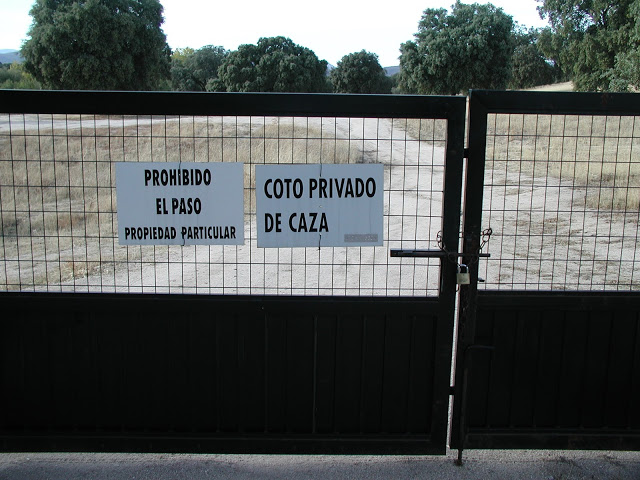 PROHIBIDO
EL PASO
PROPIEDAD PARTICULAR
COTO PRIVADO
DE CAZA